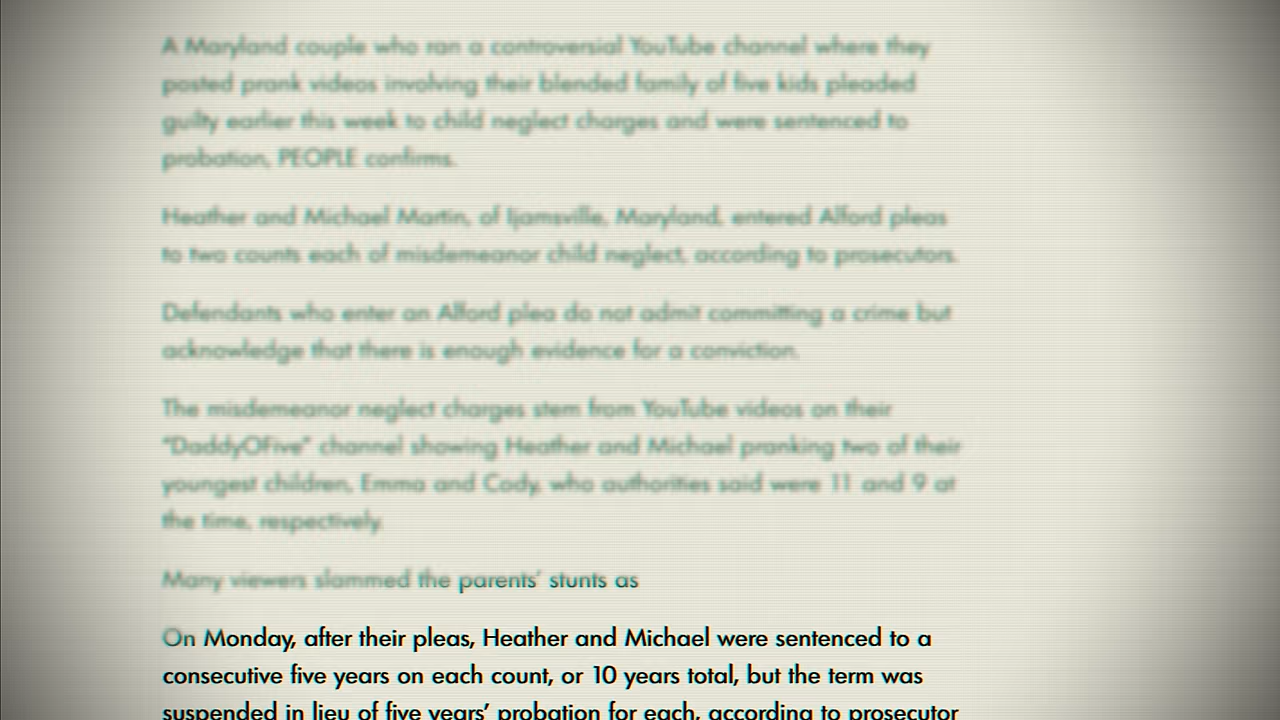 A Maryland couple who ran a controversial YouTube channel where they
posted prank videos involving their blended family of five kids pleaded
guilty earlier this week to child neglect charges and were sentenced to
probation, PEOPLE confirms.
Heather and Michael Martin, of Ijamsville, Maryland, entered Alford pleas
to two counts each of misdemeanor child neglect, according to prosecutors.
Defendants who enter an Alford plea do not admit committing a crime but
acknowledge that there is enough evidence for a conviction.
The misdemeanor neglect charges stem from YouTube videos on their
“DaddyOFive” channel showing Heather and Michael pranking two of their
youngest children, Emma and Cody, who authorities said were 11 and 9 at
the time, respectively.
Many viewers slammed the parents’ stunts as
On Monday, after their pleas, Heather and Michael were sentenced to a
consecutive five years on each count, or 10 years total, but the term was
suspended in lieu of five years’ probation for each, according to prosecutor